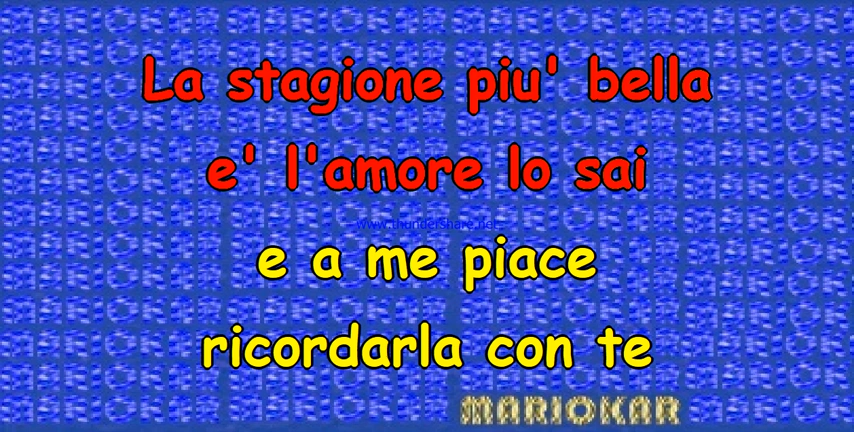 La stagione piu' bella
e' l'amore lo sai
www.thundershare.net
e a me piace
ricordarla con te
MARIOKAR